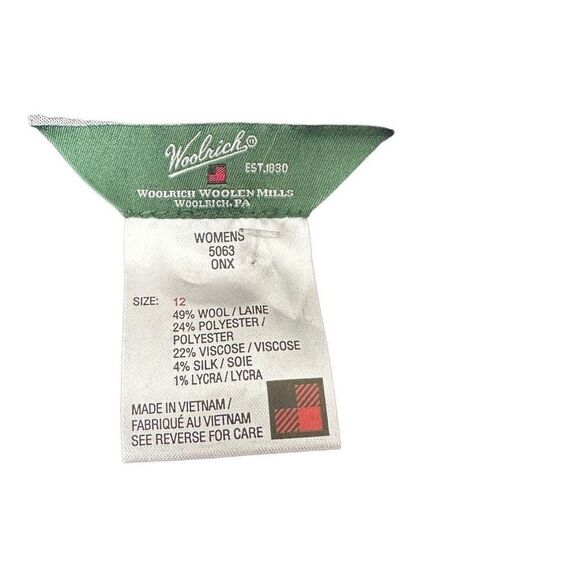 Woolrich
EST.1830
WOOLRICH WOOLEN MILLS
WOOLRICH, PA
WOMENS
5063
ONX
SIZE: 12
49% WOOL / LAINE
24% POLYESTER /
POLYESTER
22% VISCOSE / VISCOSE
4% SILK / SOIE
1% LYCRA / LYCRA
MADE IN VIETNAM /
FABRIQUÉ AU VIETNAM
SEE REVERSE FOR CARE